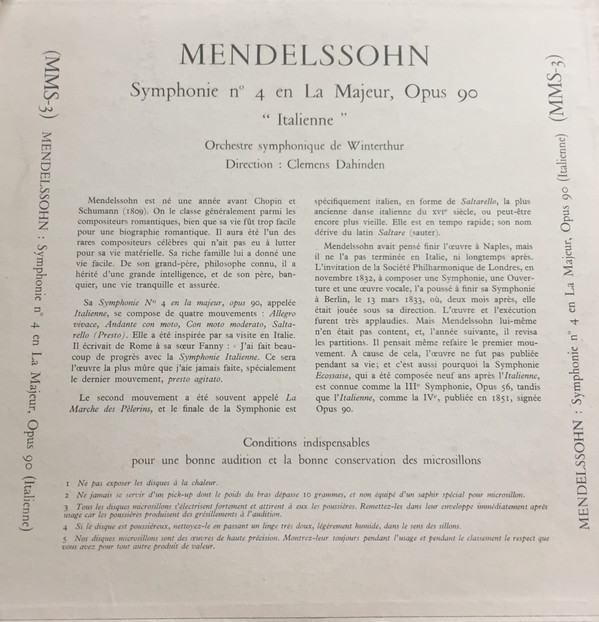 MENDELSSOHN
Symphonie n° 4 en La Majeur, Opus 90
“ Italienne ”
Orchestre symphonique de Winterthur
Direction : Clemens Dahinden
(MMS-3) MENDELSSOHN : Symphonie n° 4 en La Majeur, Opus 90 (Italienne)
Mendelssohn est né une année avant Chopin et
Schumann (1809). On le classe généralement parmi les
compositeurs romantiques, bien que sa vie fût trop facile
pour une biographie romantique. Il aura été l'un des
rares compositeurs célèbres qui n'ait pas eu à lutter
pour sa vie matérielle. Sa riche famille lui a donné une
vie facile. De son grand-père, philosophe connu, il a
hérité d'une grande intelligence, et de son père, ban-
quier, une vie tranquille et assurée.
Sa Symphonie N° 4 en la majeur, opus 90, appelée
Italienne, se compose de quatre mouvements : Allegro
vivace, Andante con moto, Con moto moderato, Salta-
rello (Presto). Elle a été inspirée par sa visite en Italie.
Il écrivait de Rome à sa sœur Fanny : « J'ai fait beau-
coup de progrès avec la Symphonie Italienne. Ce sera
l'œuvre la plus mûre que j'aie jamais faite, spécialement
le dernier mouvement, presto agitato.
Le second mouvement a été souvent appelé La
Marche des Pèlerins, et le finale de la Symphonie est
spécifiquement italien, en forme de Saltarello, la plus
ancienne danse italienne du XVIe siècle, ou peut-être
encore plus vieille. Elle est en tempo rapide; son nom
dérive du latin Saltare (sauter).
Mendelssohn avait pensé finir l'œuvre à Naples, mais
il ne l'a pas terminée en Italie, ni longtemps après.
L'invitation de la Société Philharmonique de Londres, en
novembre 1832, à composer une Symphonie, une Ouver-
ture et une œuvre vocale, l'a poussé à finir sa Symphonie
à Berlin, le 13 mars 1833, où, deux mois après, elle
était jouée sous sa direction. L'œuvre et l'exécution
furent très applaudies. Mais Mendelssohn lui-même
n'en était pas content, et, l'année suivante, il revisa
les partitions. Il pensait même refaire le premier mou-
vement. A cause de cela, l'œuvre ne fut pas publiée
pendant sa vie; et c'est aussi pourquoi la Symphonie
Ecossaise, qui a été composée neuf ans après l'Italienne,
est connue comme la IIIe Symphonie, Opus 56, tandis
que l'Italienne, comme la IVe, publiée en 1851, signée
Opus 90.
(MMS-3) MENDELSSOHN : Symphonie n° 4 en La Majeur, Opus 90 (Italienne)
Conditions indispensables
pour une bonne audition et la bonne conservation des microsillons
1 Ne pas exposer les disques à la chaleur.
2 Ne jamais se servir d'un pick-up dont le poids du bras dépasse 10 grammes, et non équipé d'un saphir spécial pour microsillon.
3 Tous les disques microsillons s'électrisent fortement et attirent à eux les poussières. Remettez-les dans leur enveloppe immédiatement après
usage car les poussières produisent des grésillements à l'audition.
4 Si le disque est poussiéreux, nettoyez-le en passant un linge très doux, légèrement humide, dans le sens des sillons.
5 Nos disques microsillons sont des œuvres de haute précision. Montrez-leur toujours pendant l'usage et pendant le classement le respect que
vous avez pour tout autre produit de valeur.